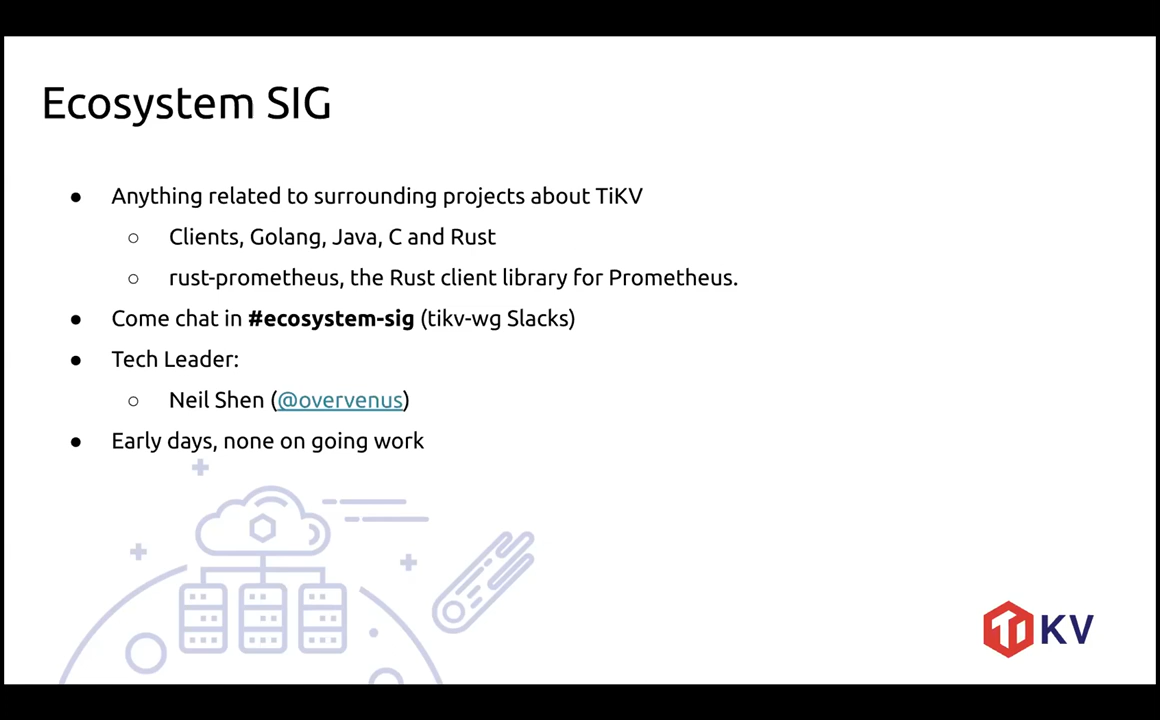 Ecosystem SIG
● Anything related to surrounding projects about TiKV
○ Clients, Golang, Java, C and Rust
○ rust-prometheus, the Rust client library for Prometheus.
● Come chat in #ecosystem-sig (tikv-wg Slacks)
● Tech Leader:
○ Neil Shen (@overvenus)
● Early days, none on going work
TiKV